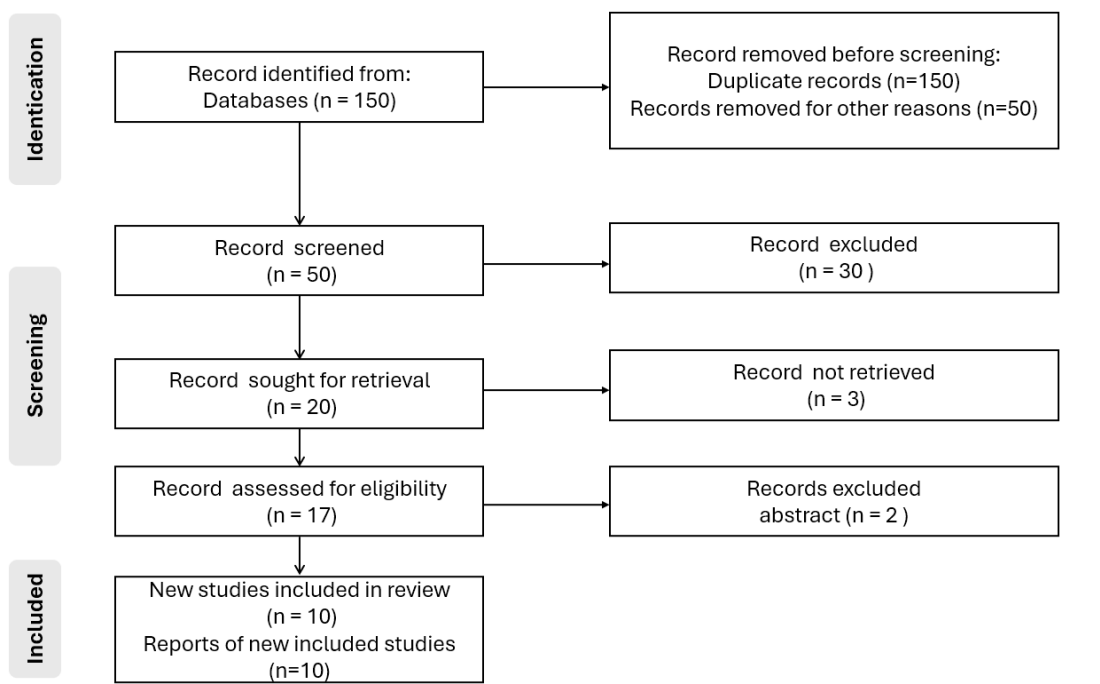 Identication
Record identified from:
Databases (n = 150)
Record removed before screening:
Duplicate records (n=150)
Records removed for other reasons (n=50)
Screening
Record screened
(n = 50)
Record excluded
(n = 30 )
Record sought for retrieval
(n = 20)
Record not retrieved
(n = 3)
Record assessed for eligibility
(n = 17)
Records excluded
abstract (n = 2 )
Included
New studies included in review
(n = 10)
Reports of new included studies
(n=10)